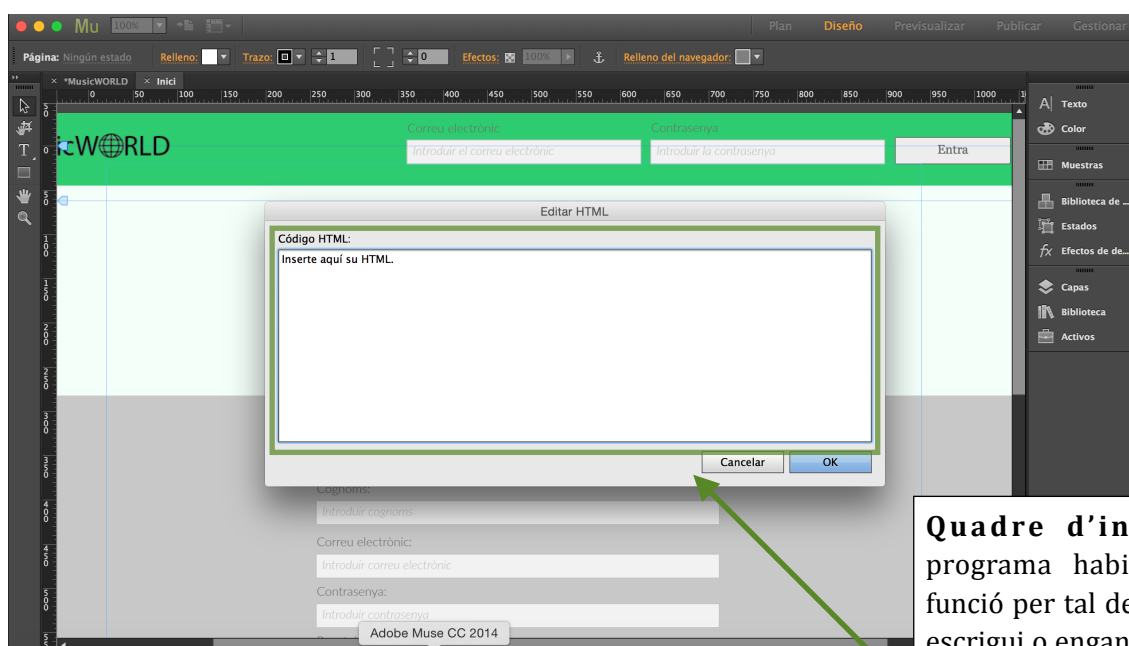 Mu 100% Plan Diseño Previsualizar Publicar Gestionar
Página: Ningún estado Relleno: Trazo: 1 0 Efectos: 100% Relleno del navegador:
× *MusicWORLD × Inici
0 50 100 150 200 250 300 350 400 450 500 550 600 650 700 750 800 850 900 950 1000
Texto
Color
Muestras
Biblioteca de ...
Estados
Efectos de de...
Capas
Biblioteca
Activos
Correu electrònic Contrasenya
icWORLD Introduir el correu electrònic Introduir la contrasenya Entra
Editar HTML
Código HTML:
Inserte aquí su HTML.
Cancelar OK
Cognoms:
Introduir cognoms
Correu electrònic:
Introduir correu electrònic
Contrasenya:
Introduir contrasenya
Adobe Muse CC 2014
Quadre d'in
programa habi
funció per tal de
escrigui o engan